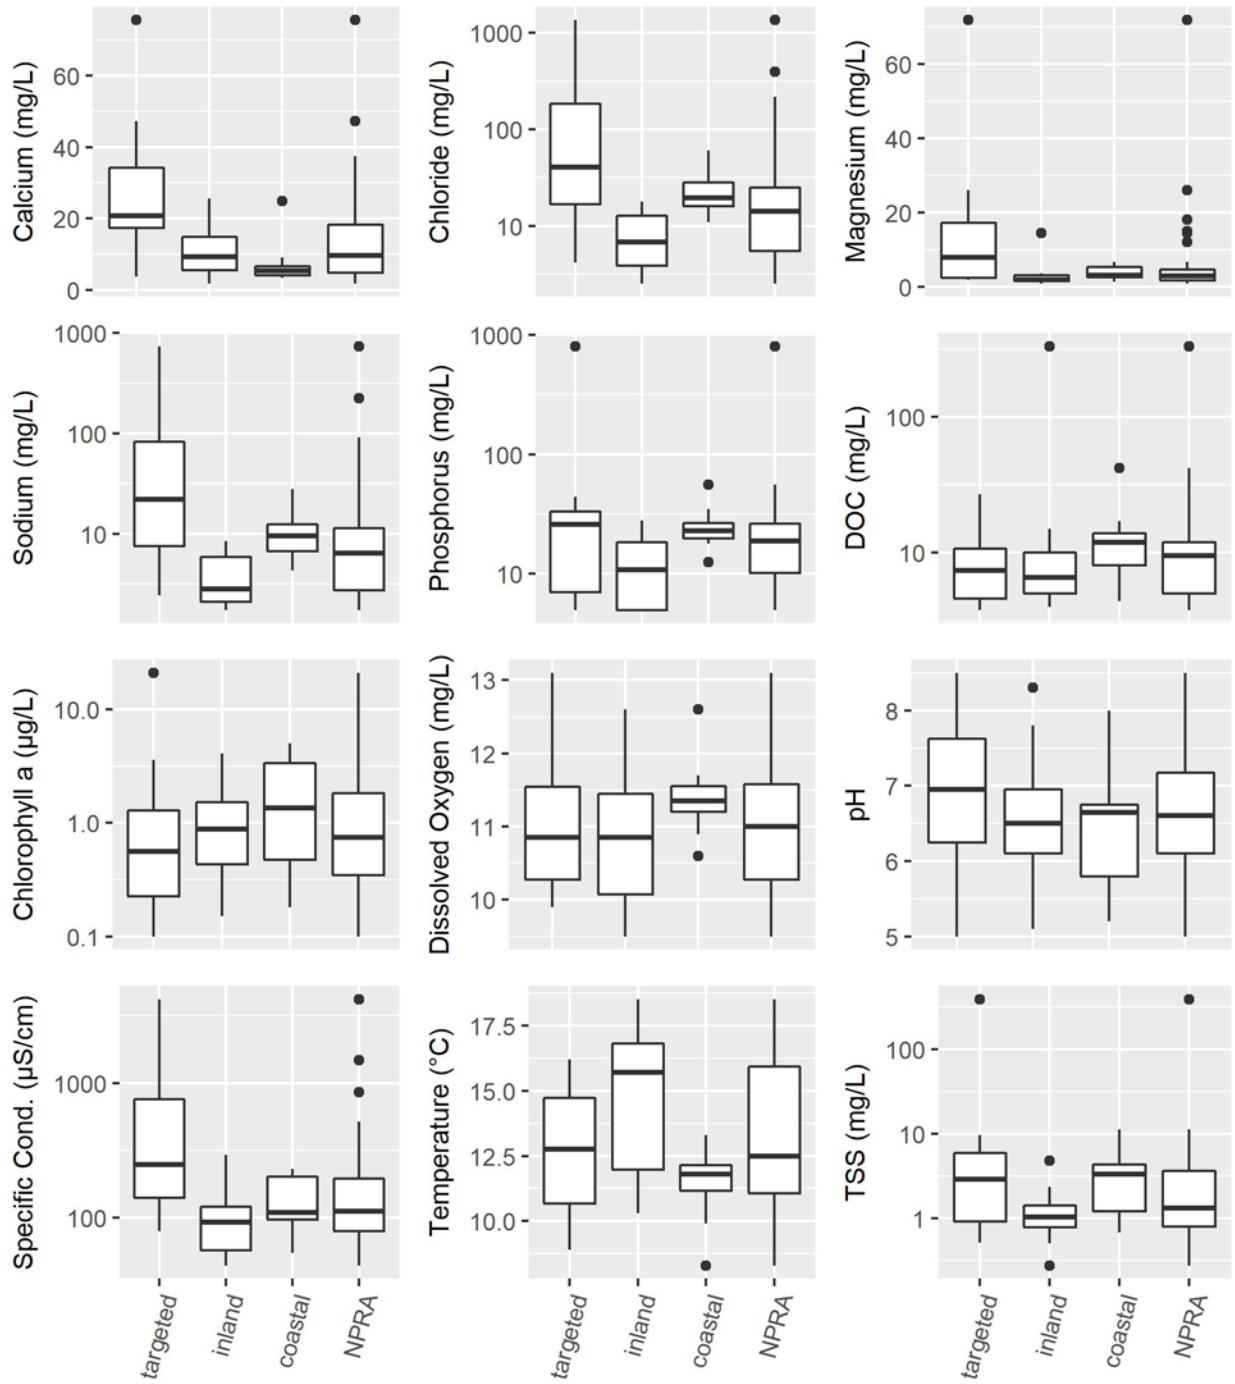 Calcium (mg/L)
60
40
20
0
Chloride (mg/L)
1000
100
10
Magnesium (mg/L)
60
40
20
0
Sodium (mg/L)
1000
100
10
Phosphorus (mg/L)
1000
100
10
DOC (mg/L)
100
10
Chlorophyll a (µg/L)
10.0
1.0
0.1
Dissolved Oxygen (mg/L)
13
12
11
10
pH
8
7
6
5
Specific Cond. (µS/cm)
1000
100
Temperature (°C)
17.5
15.0
12.5
10.0
TSS (mg/L)
100
10
1
targeted
inland
coastal
NPRA
targeted
inland
coastal
NPRA
targeted
inland
coastal
NPRA